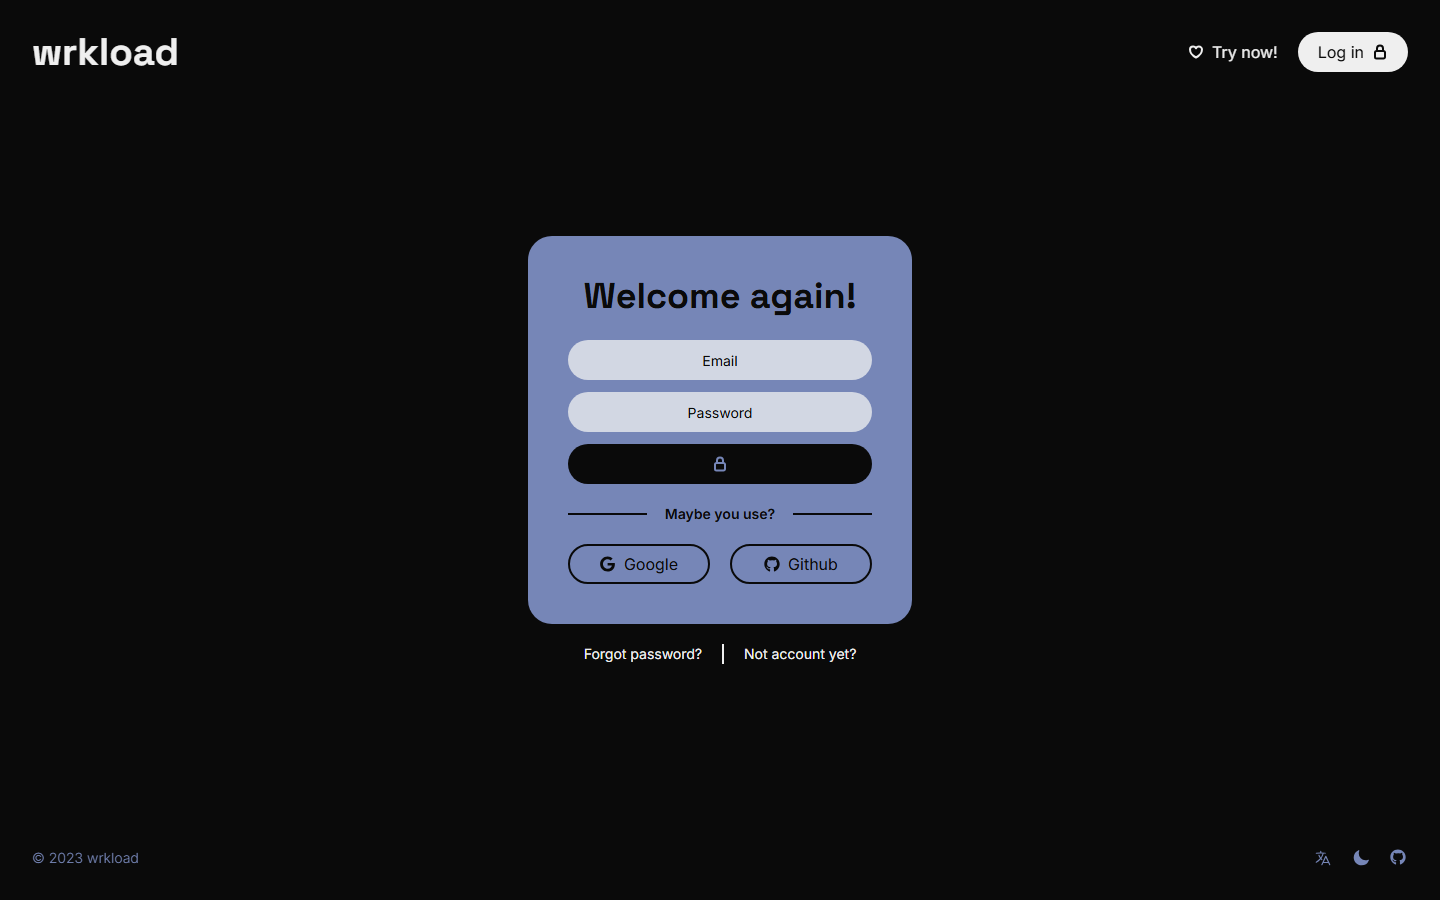 wrkload
Try now!
Log in
Welcome again!
Email
Password
Maybe you use?
Google
Github
Forgot password?
Not account yet?
© 2023 wrkload